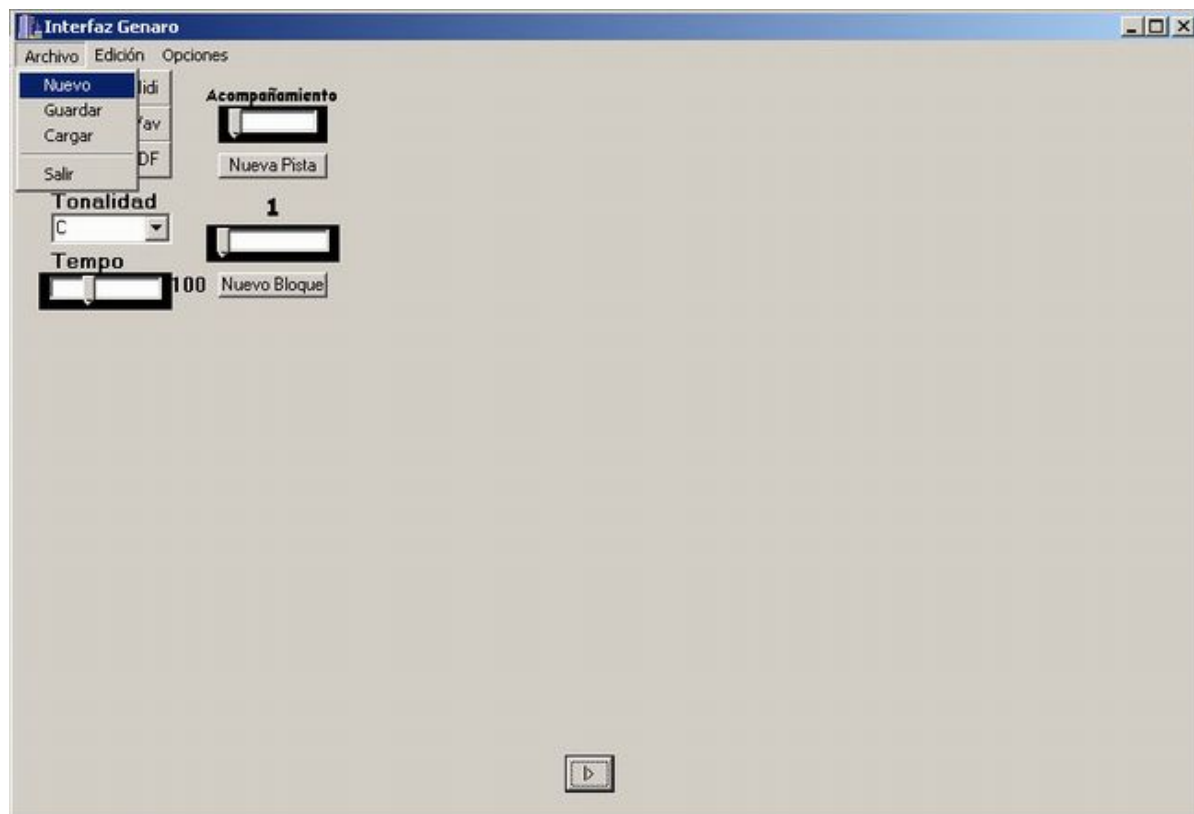 Interfaz Genaro
Archivo Edición Opciones
Nuevo
Guardar
Cargar
Salir
Acompañamiento
Nueva Pista
Tonalidad
C
1
Tempo
100
Nuevo Bloque